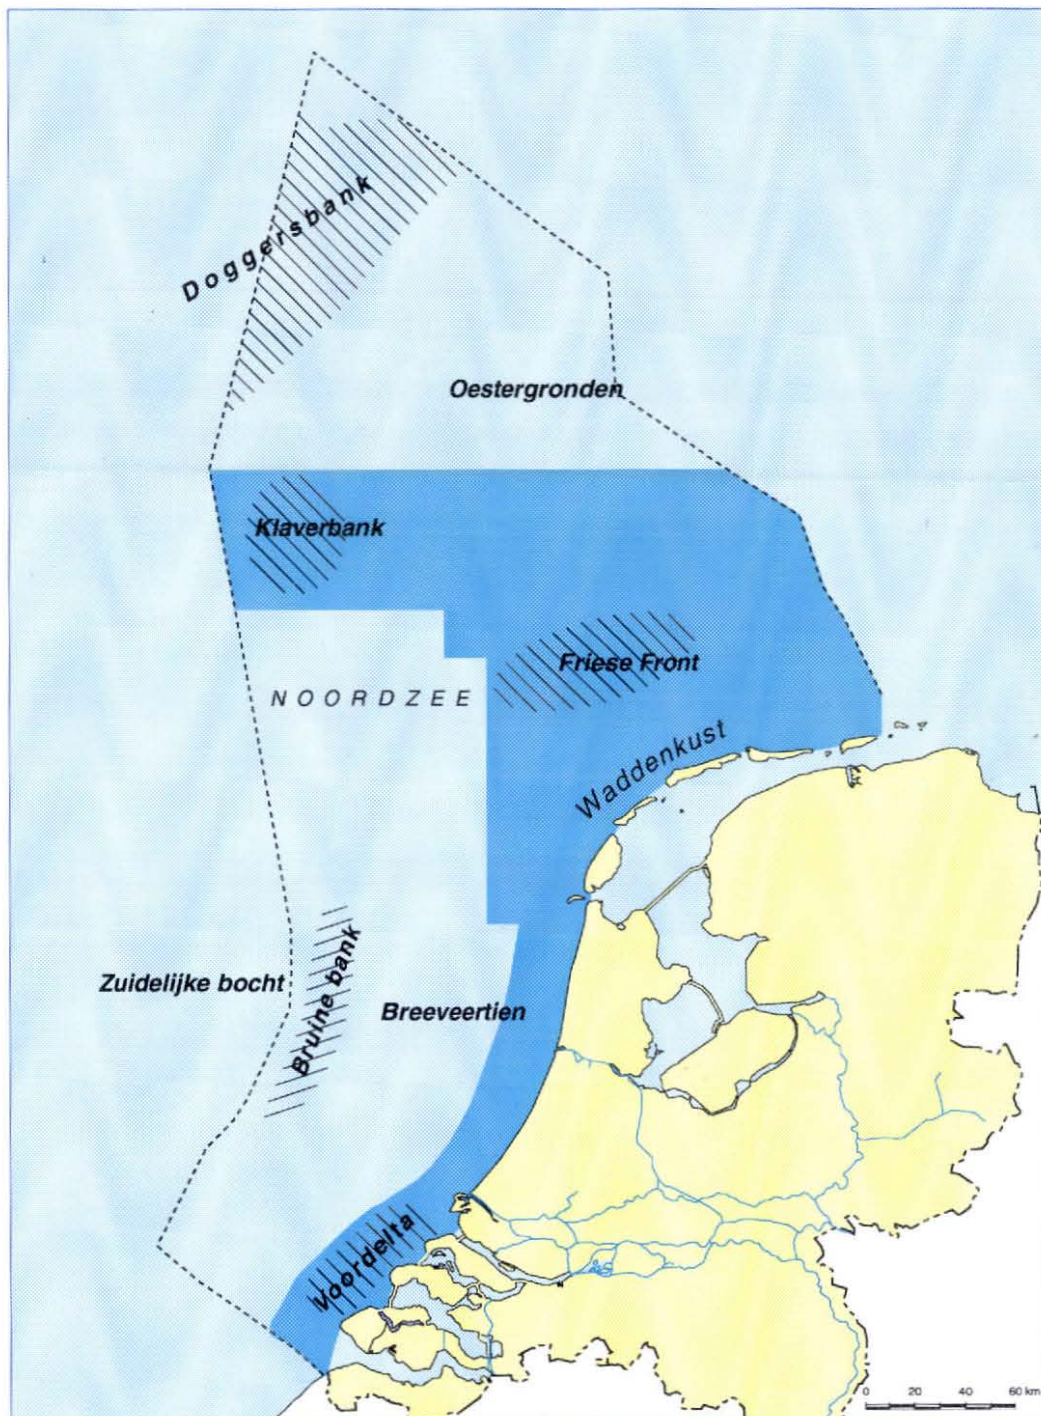 Doggersbank
Oestergronden
Klaverbank
Friese Front
NOORDZEE
Waddenkust
Zuidelijke bocht
Bruine bank
Breeveertien
Voordelta
0 20 40 60 km